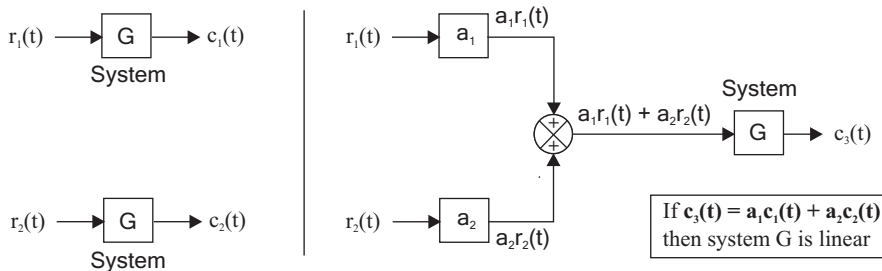 r₁(t) G c₁(t)
System
r₂(t) G c₂(t)
System
r₁(t) a₁ a₁r₁(t)
+
+
a₁r₁(t) + a₂r₂(t)
System
G c₃(t)
r₂(t) a₂ a₂r₂(t)
If c₃(t) = a₁c₁(t) + a₂c₂(t)
then system G is linear